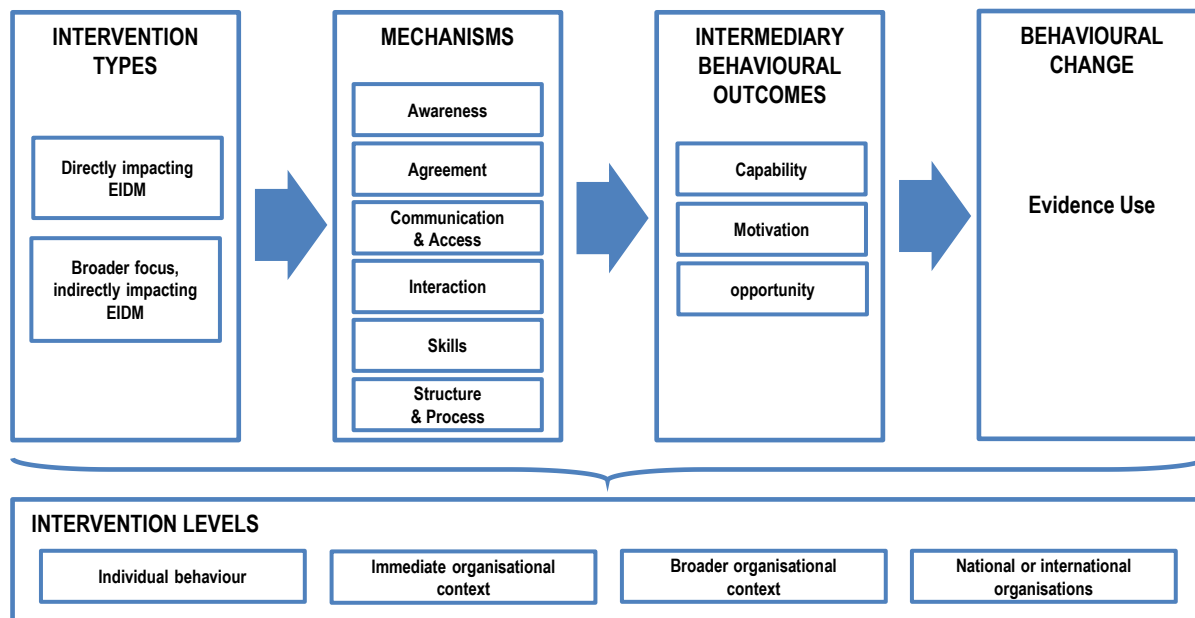 INTERVENTION
TYPES
Directly impacting
EIDM
Broader focus,
indirectly impacting
EIDM
MECHANISMS
Awareness
Agreement
Communication
& Access
Interaction
Skills
Structure
& Process
INTERMEDIARY
BEHAVIOURAL
OUTCOMES
Capability
Motivation
opportunity
BEHAVIOURAL
CHANGE
Evidence Use
INTERVENTION LEVELS
Individual behaviour
Immediate organisational
context
Broader organisational
context
National or international
organisations